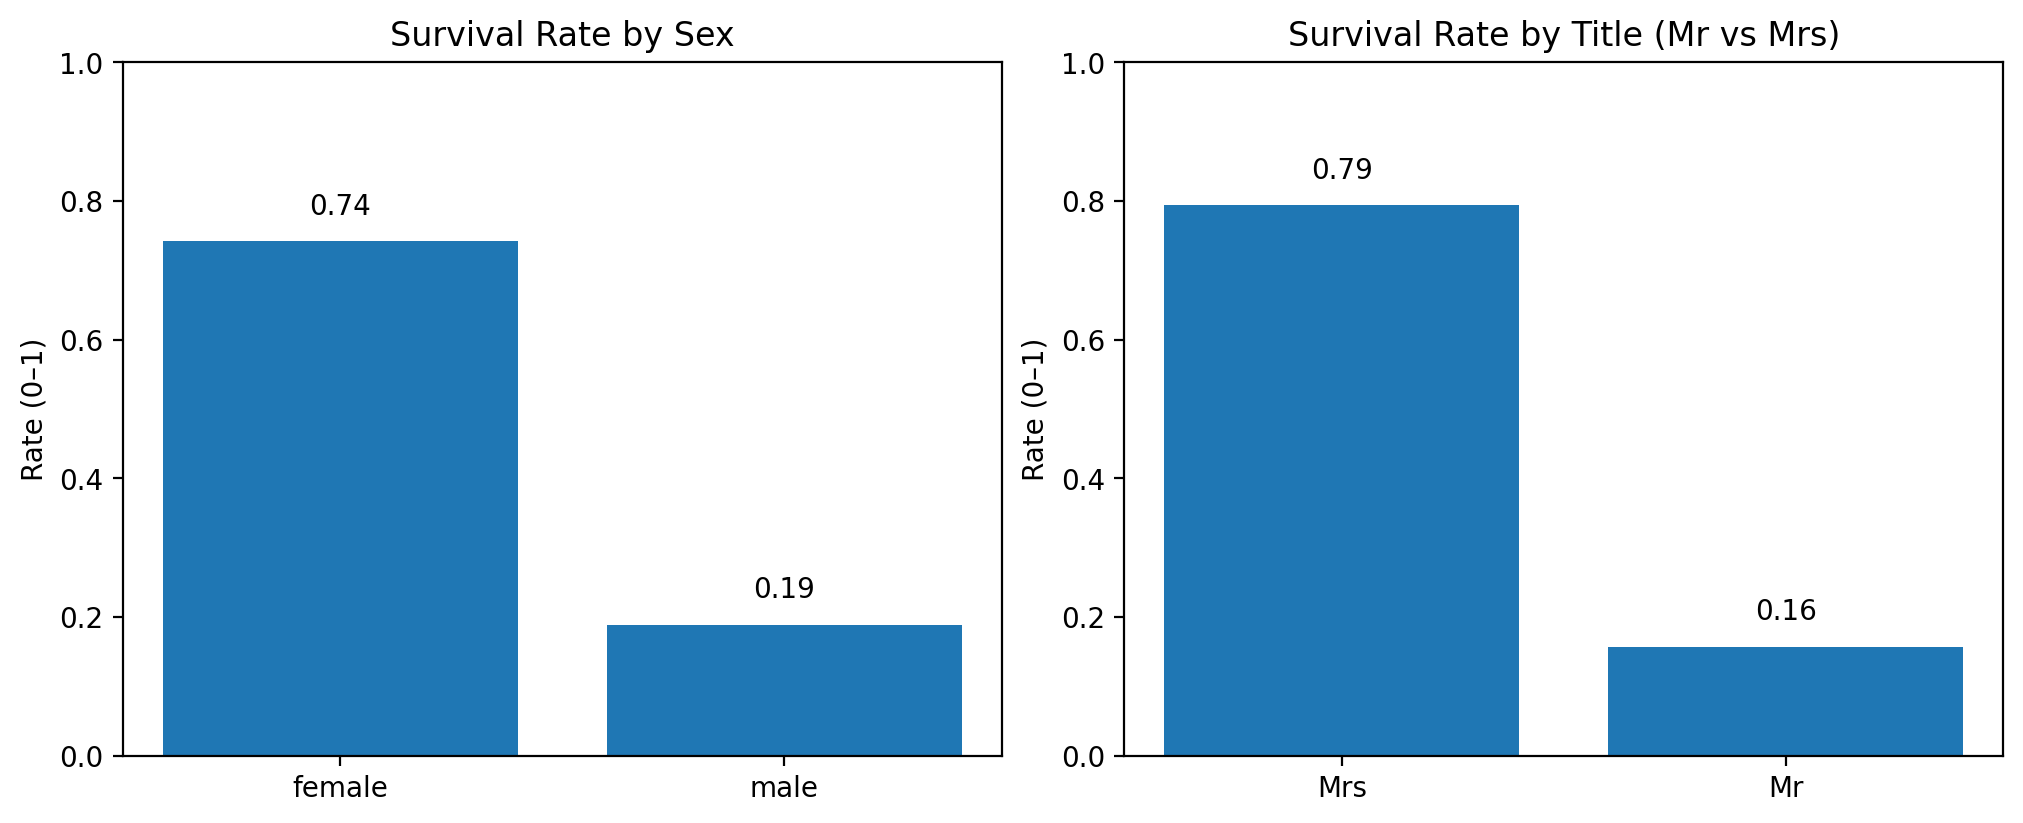 Survival Rate by Sex
Rate (0–1)
1.0
0.8
0.6
0.4
0.2
0.0
0.74
0.19
female
male
Survival Rate by Title (Mr vs Mrs)
Rate (0–1)
1.0
0.8
0.6
0.4
0.2
0.0
0.79
0.16
Mrs
Mr